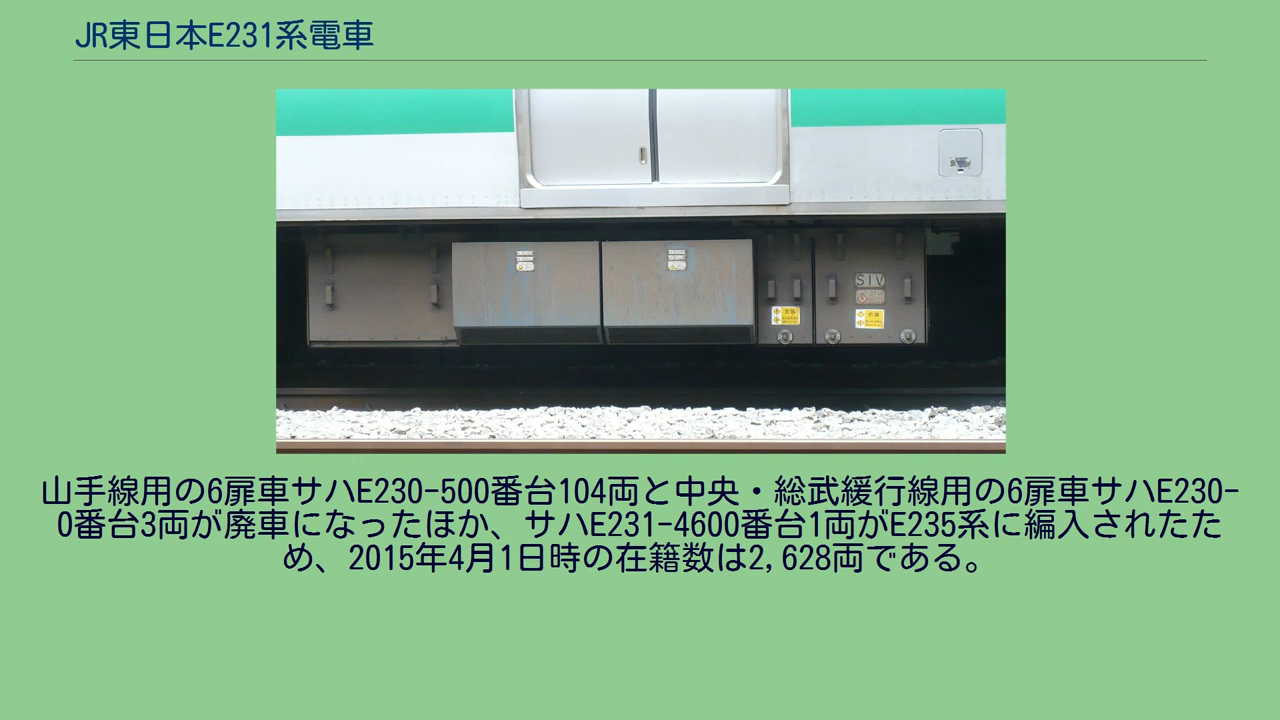 JR東日本E231系電車
SIV
山手線用の6扉車サハE230-500番台104両と中央・総武緩行線用の6扉車サハE230-
0番台3両が廃車になったほか、サハE231-4600番台1両がE235系に編入されたた
め、2015年4月1日時の在籍数は2,628両である。